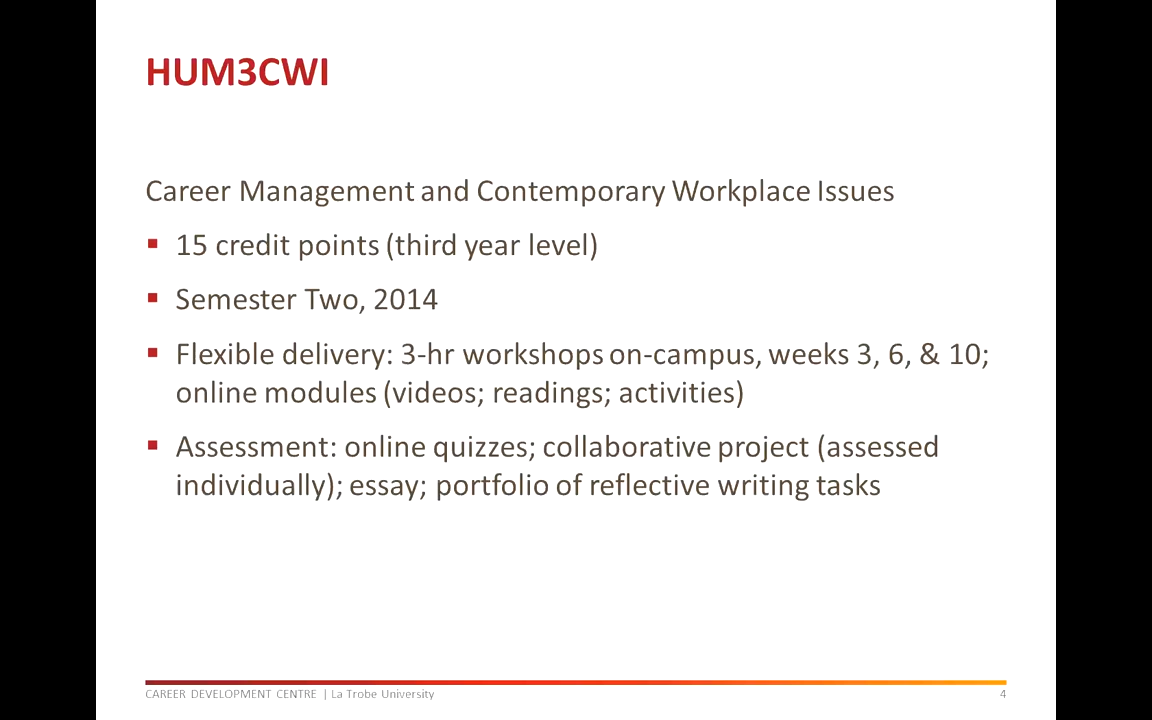 HUM3CWI
Career Management and Contemporary Workplace Issues
▪ 15 credit points (third year level)
▪ Semester Two, 2014
▪ Flexible delivery: 3-hr workshops on-campus, weeks 3, 6, & 10;
online modules (videos; readings; activities)
▪ Assessment: online quizzes; collaborative project (assessed
individually); essay; portfolio of reflective writing tasks
CAREER DEVELOPMENT CENTRE | La Trobe University 4